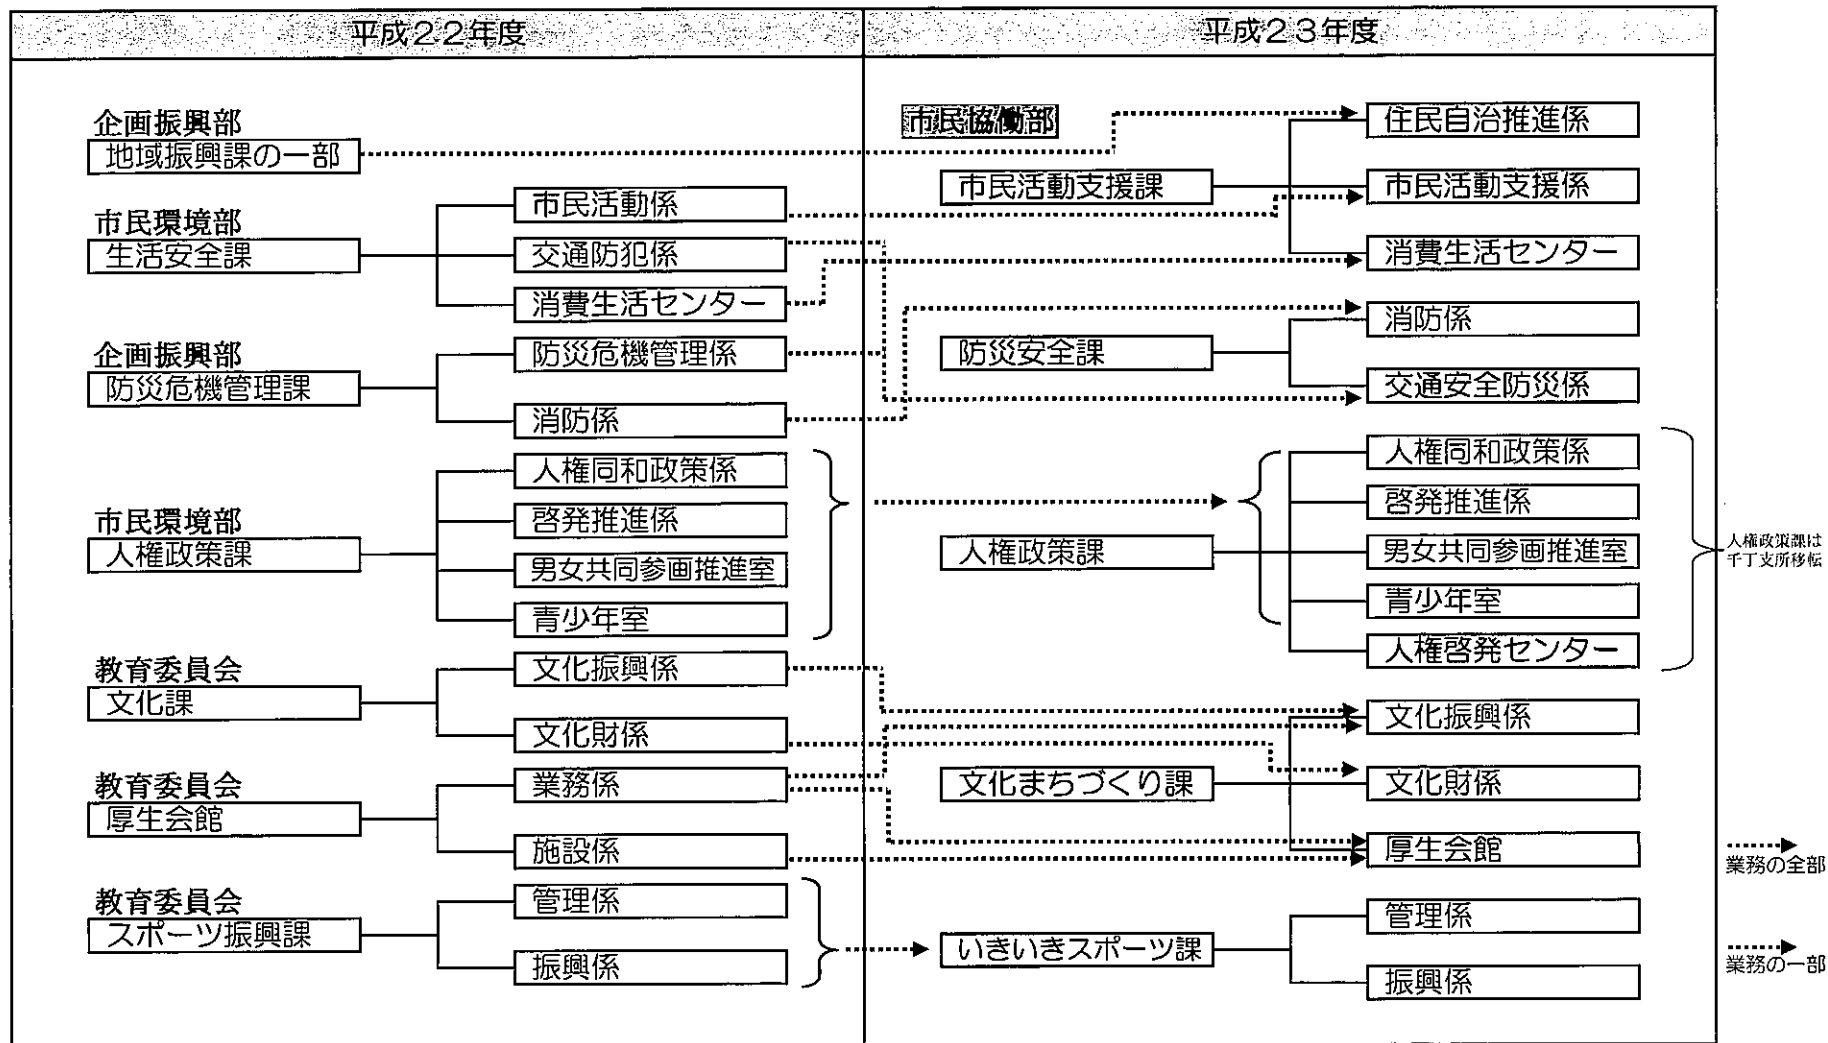 平成22年度
平成23年度
企画振興部
地域振興課の一部
市民環境部
生活安全課
市民活動係
交通防犯係
消費生活センター
企画振興部
防災危機管理課
防災危機管理係
消防係
市民環境部
人権政策課
人権同和政策係
啓発推進係
男女共同参画推進室
青少年室
教育委員会
文化課
文化振興係
文化財係
教育委員会
厚生会館
業務係
施設係
教育委員会
スポーツ振興課
管理係
振興係
市民協働部
市民活動支援課
住民自治推進係
市民活動支援係
消費生活センター
防災安全課
消防係
交通安全防災係
人権政策課
人権同和政策係
啓発推進係
男女共同参画推進室
青少年室
人権啓発センター
人権政策課は
千丁支所移転
文化まちづくり課
文化振興係
文化財係
厚生会館
いきいきスポーツ課
管理係
振興係
業務の全部
業務の一部